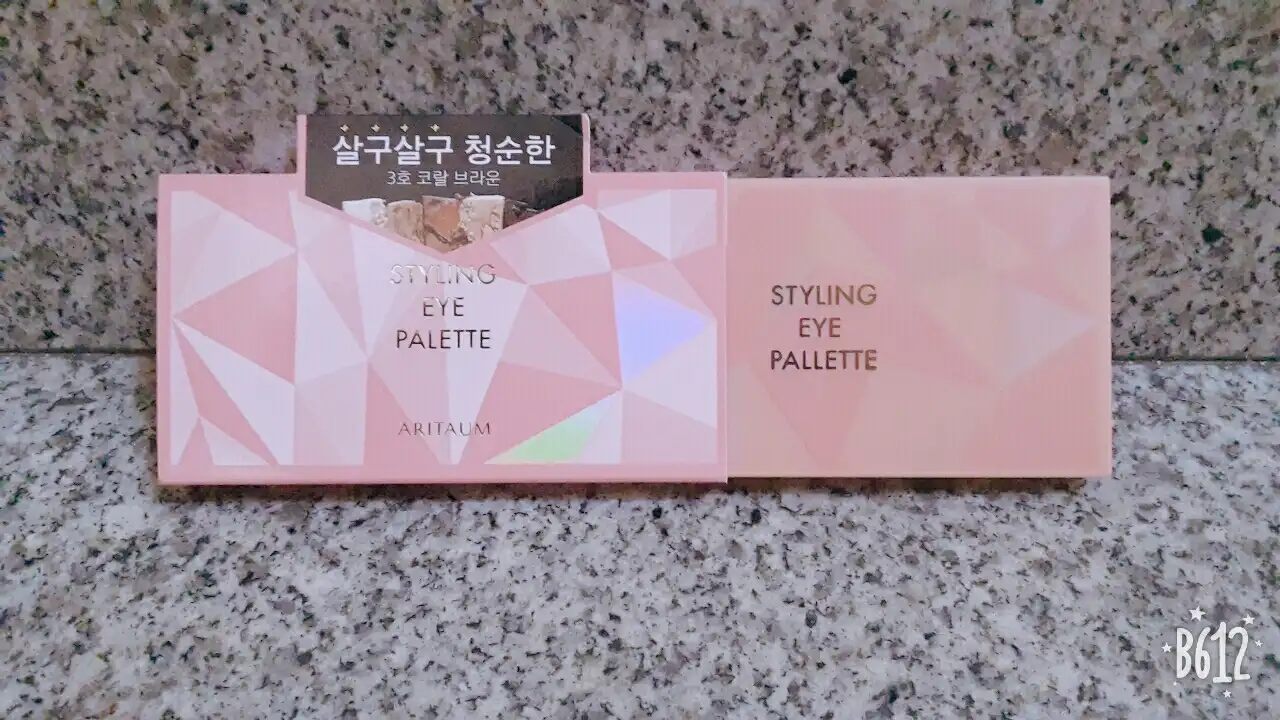 살구살구 청순한
3호 코랄 브라운
STYLING
EYE
PALETTE
ARITAUM
STYLING
EYE
PALLETTE
B612